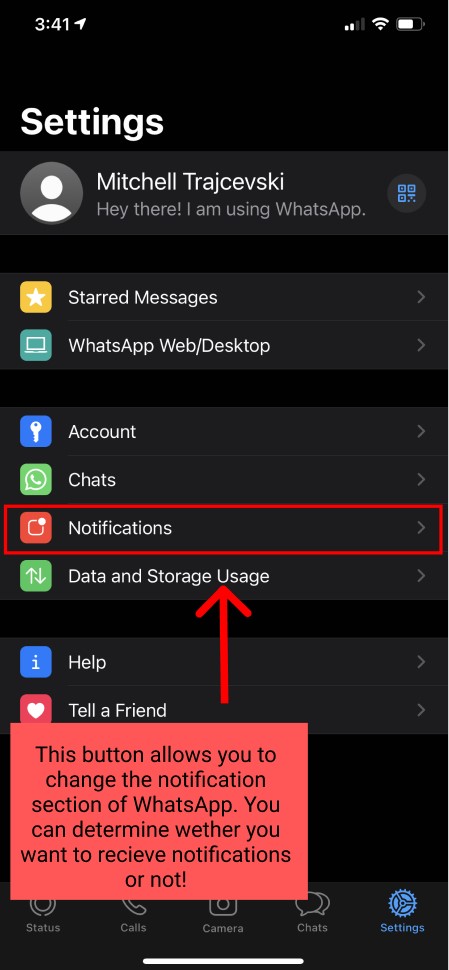 3:41
Settings
Mitchell Trajcevski
Hey there! I am using WhatsApp.
Starred Messages
WhatsApp Web/Desktop
Account
Chats
Notifications
Data and Storage Usage
Help
Tell a Friend
This button allows you to
change the notification
section of WhatsApp. You
can determine wether you
want to recieve notifications
or not!
Status Calls Camera Chats Settings